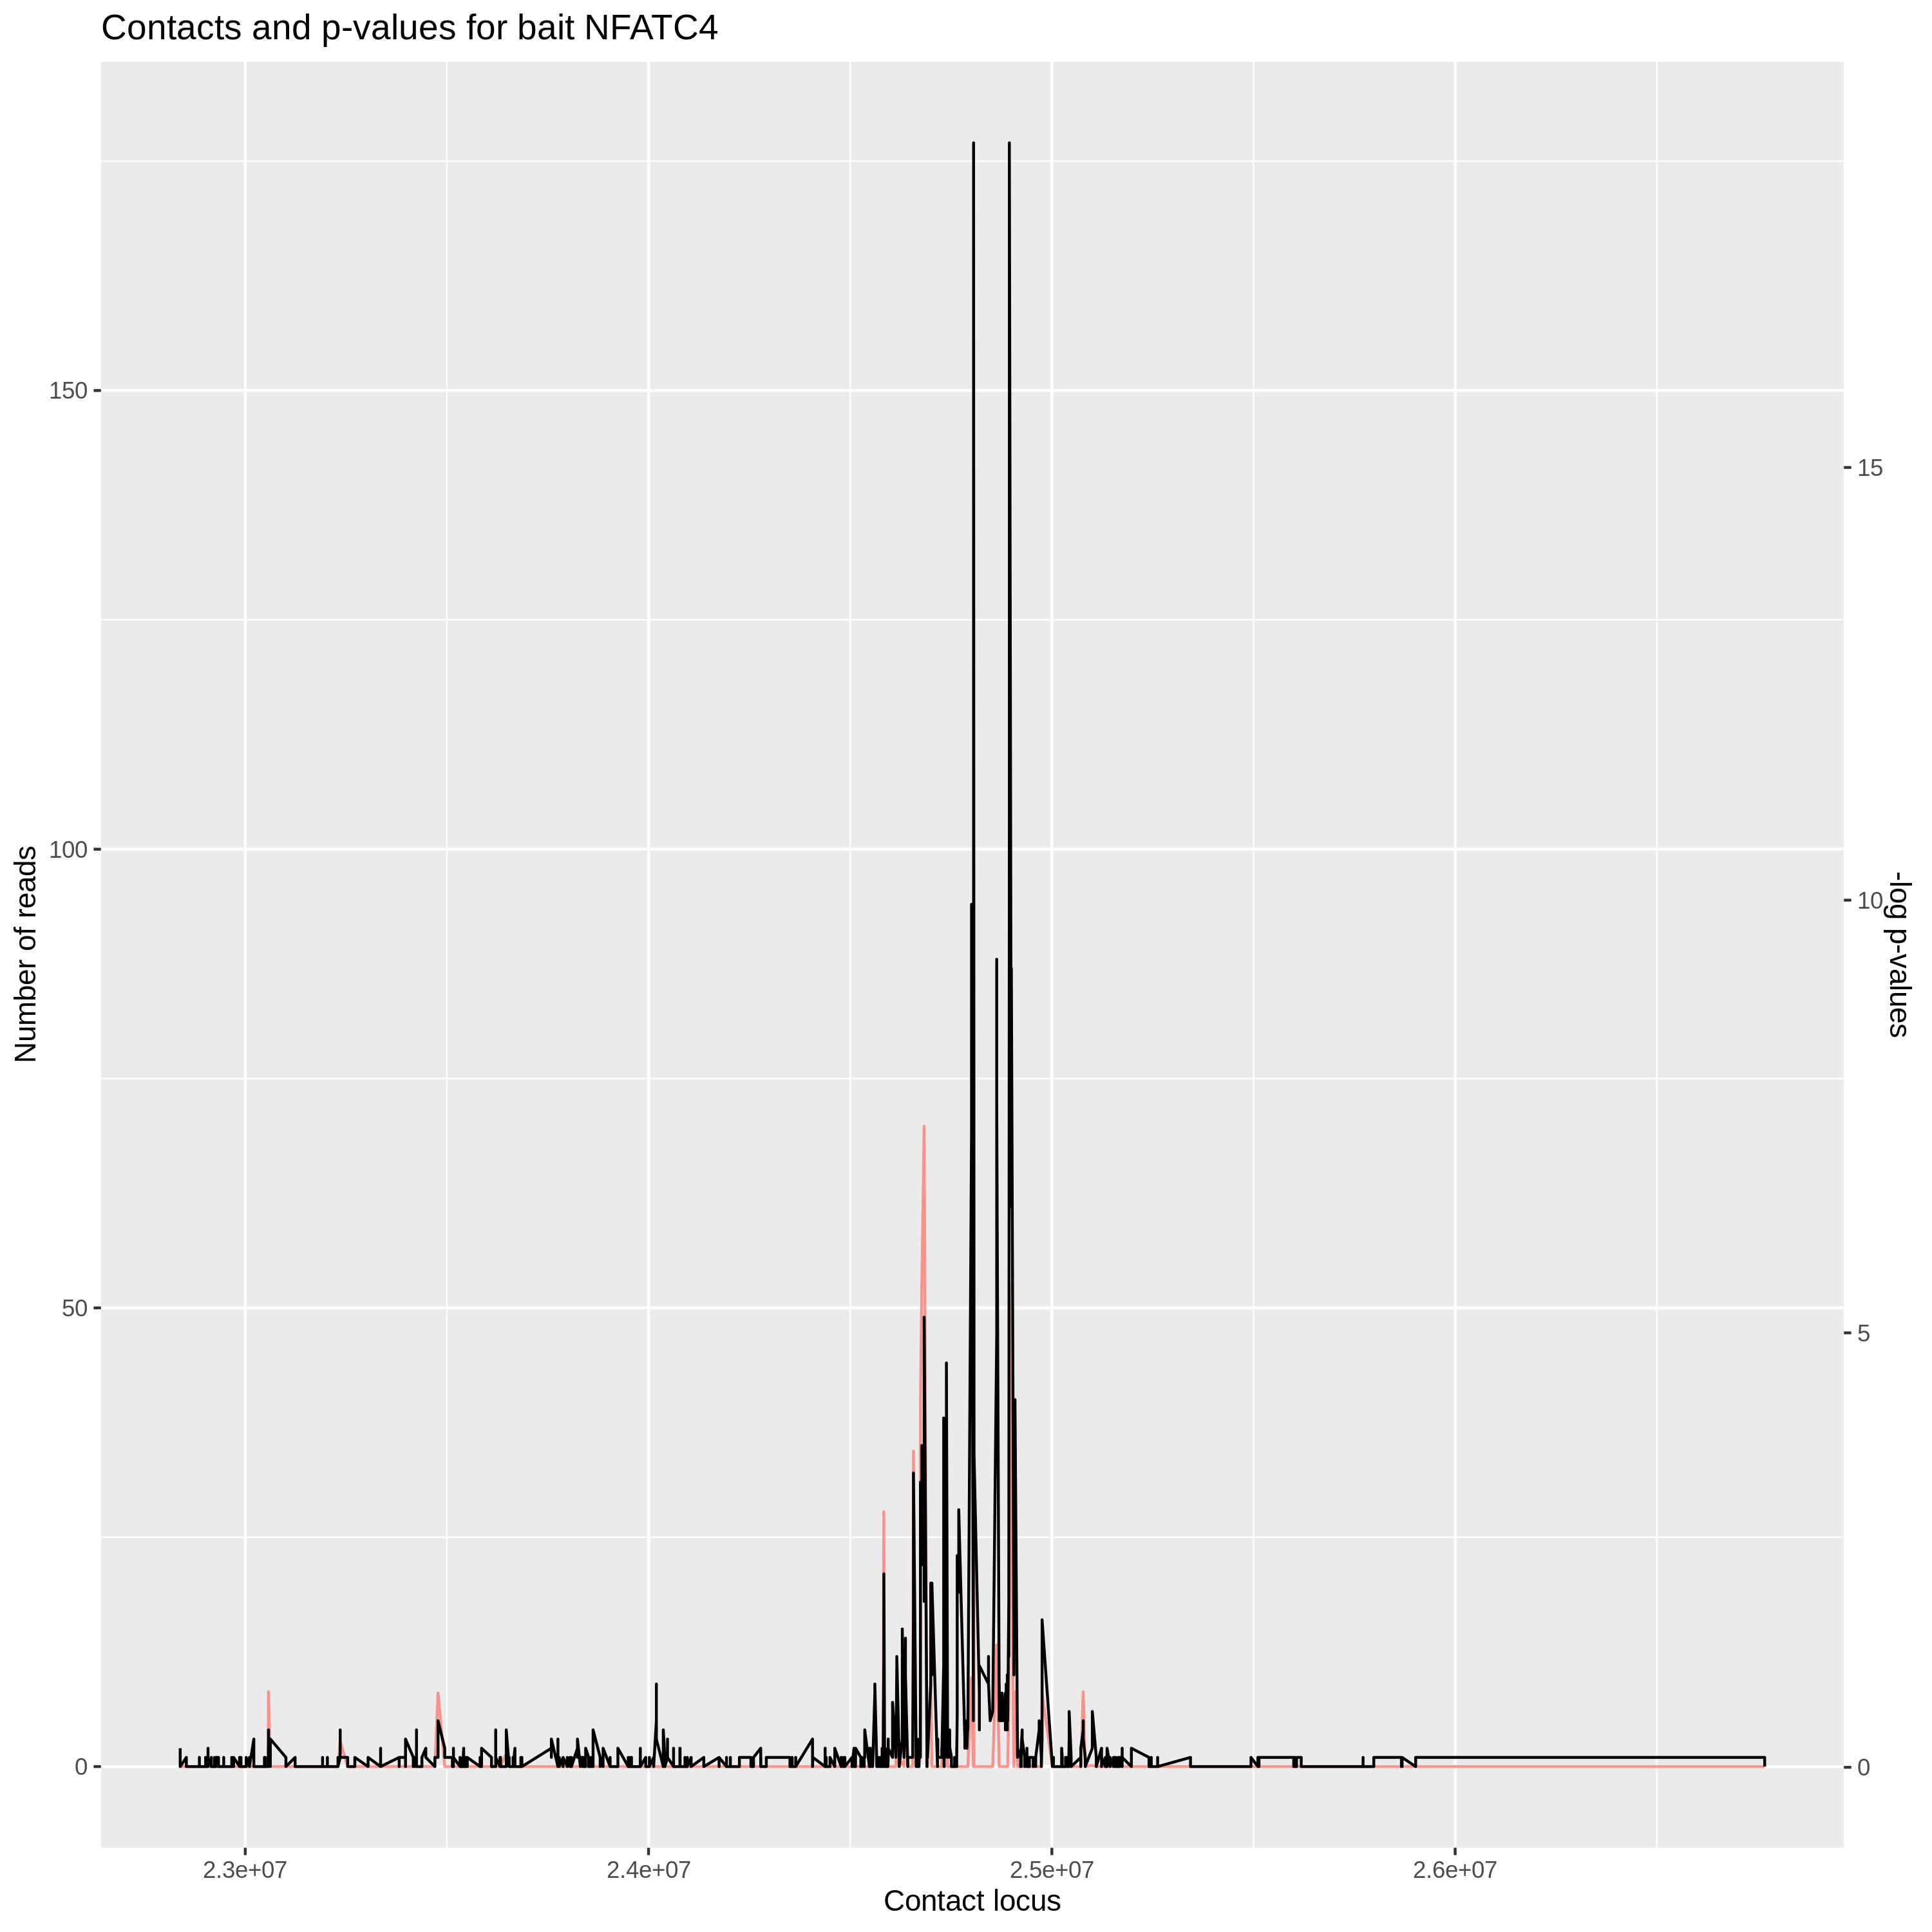 Contacts and p-values for bait NFATC4
Number of reads
150
100
50
0
15
10
5
0
-log p-values
2.3e+07 2.4e+07 2.5e+07 2.6e+07
Contact locus